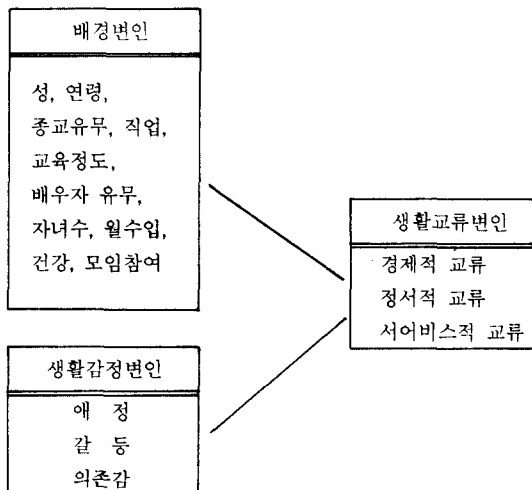 배경변인
성, 연령,
종교유무, 직업,
교육정도,
배우자 유무,
자녀수, 월수입,
건강, 모임참여
생활감정변인
애 정
갈 등
의존감
생활교류변인
경제적 교류
정서적 교류
서어비스적 교류